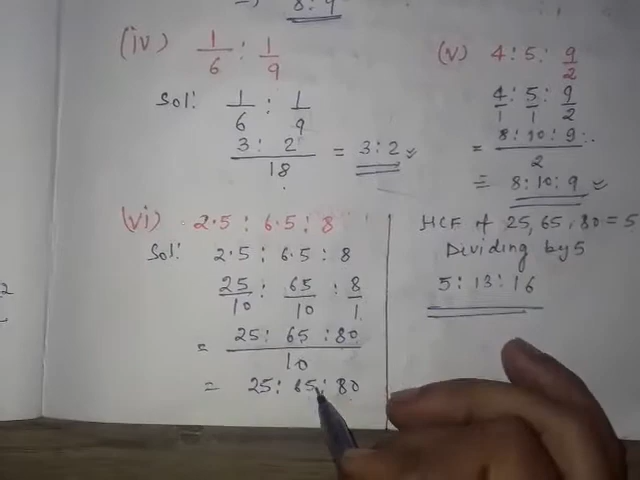 8:9
(iv) 1/6 : 1/9
Sol: 1/6 : 1/9
3 : 2 / 18 = 3:2
(v) 4 : 5 : 9/2
4/1 : 5/1 : 9/2
= 8 : 10 : 9 / 2
= 8 : 10 : 9
(vi) 2.5 : 6.5 : 8
Sol: 2.5 : 6.5 : 8
25/10 : 65/10 : 8/1
= 25 : 65 : 80 / 10
= 25 : 65 : 80
HCF of 25, 65, 80 = 5
Dividing by 5
5 : 13 : 16